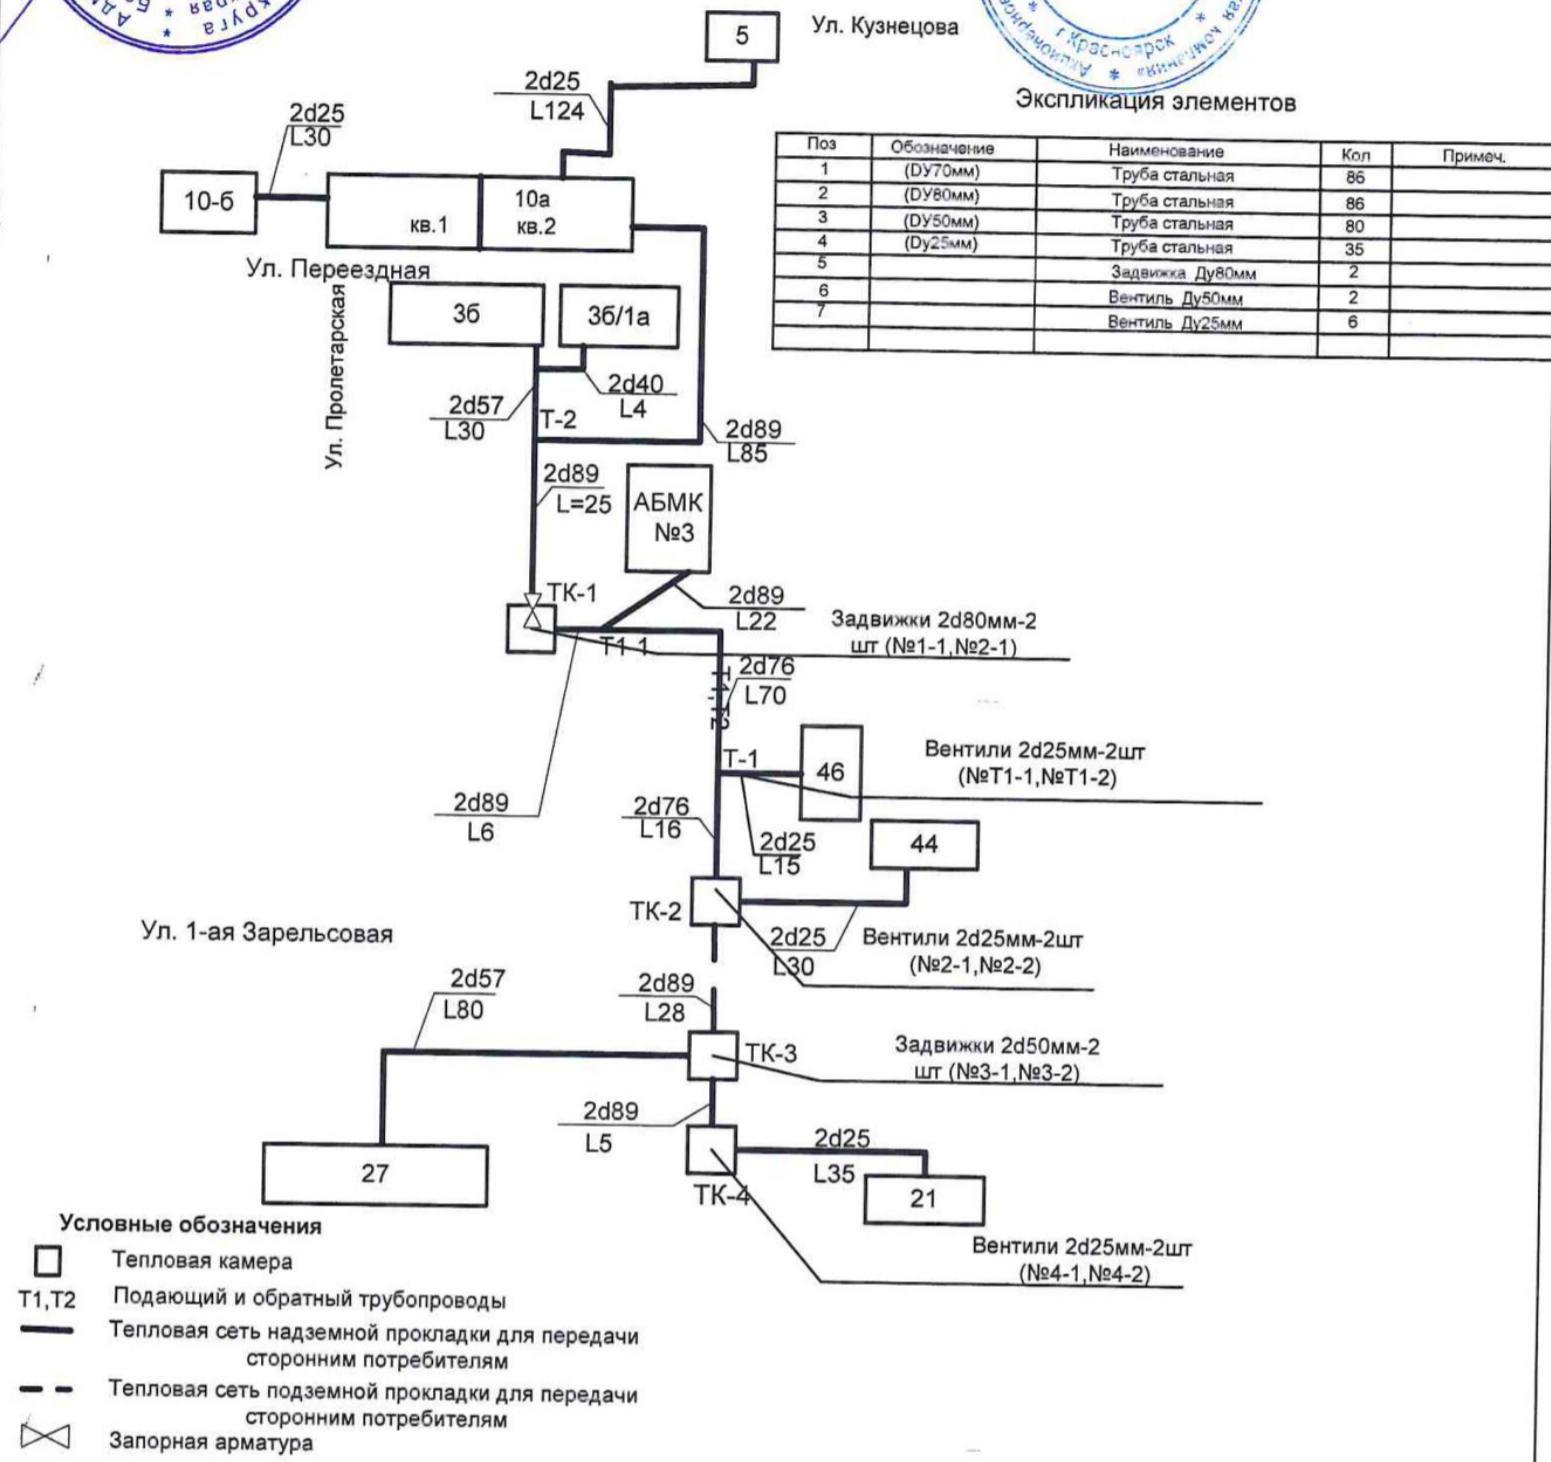 5
Ул. Кузнецова
г Красноярск
Экспликация элементов
Поз Обозначение Наименование Кол Примеч.
1 (DУ70мм) Труба стальная 86
2 (DУ80мм) Труба стальная 86
3 (DУ50мм) Труба стальная 80
4 (Dу25мм) Труба стальная 35
5 Задвижка Ду80мм 2
6 Вентиль Ду50мм 2
7 Вентиль Ду25мм 6
2d25
L124
2d25
L30
10-б
кв.1
10а
кв.2
Ул. Переездная
Ул. Пролетарская
3б
3б/1а
2d40
L4
2d57
L30
Т-2
2d89
L85
2d89
L=25
АБМК
№3
ТК-1
2d89
L22
Задвижки 2d80мм-2
шт (№1-1,№2-1)
Т1-1
2d76
L70
Т1,Т2
Т-1
46
Вентили 2d25мм-2шт
(№Т1-1,№Т1-2)
2d89
L6
2d76
L16
2d25
L15
44
ТК-2
2d25
L30
Вентили 2d25мм-2шт
(№2-1,№2-2)
Ул. 1-ая Зарельсовая
2d57
L80
2d89
L28
ТК-3
Задвижки 2d50мм-2
шт (№3-1,№3-2)
2d89
L5
2d25
L35
27
ТК-4
21
Вентили 2d25мм-2шт
(№4-1,№4-2)
Условные обозначения
Тепловая камера
Т1,Т2 Подающий и обратный трубопроводы
Тепловая сеть надземной прокладки для передачи
сторонним потребителям
Тепловая сеть подземной прокладки для передачи
сторонним потребителям
Запорная арматура